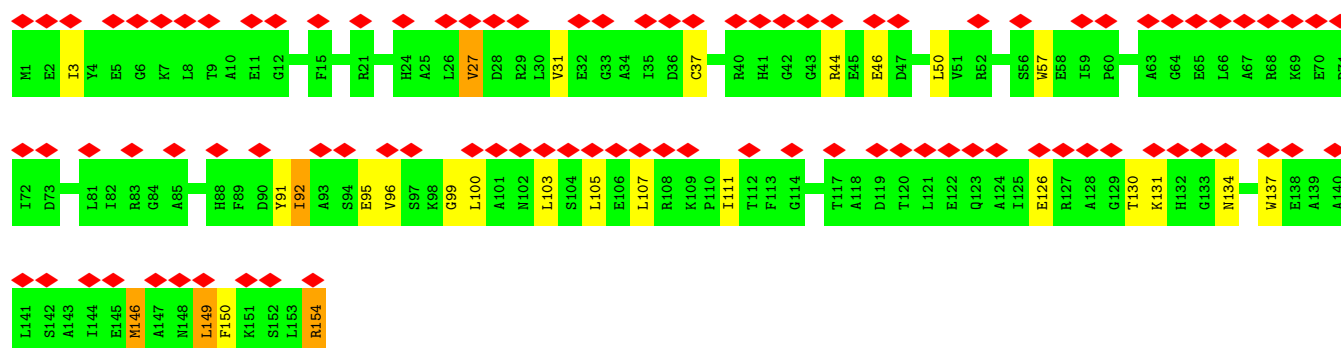 M1 E2 I3 Y4 E5 G6 K7 L8 T9 A10 E11 G12 F15 R21 H24 A25 L26 V27 D28 R29 L30 V31 E32 G33 A34 I35 D36 C37 R40 H41 G42 G43 R44 E45 E46 D47 L50 V51 R52 S56 W57 E58 I59 P60 A63 G64 E65 L66 A67 R68 K69 E70
I72 D73 L81 I82 R83 G84 A85 H88 F89 D90 Y91 I92 A93 S94 E95 V96 S97 K98 G99 L100 A101 N102 L103 S104 L105 E106 L107 R108 K109 P110 I111 T112 F113 G114 T117 A118 D119 T120 L121 E122 Q123 A124 I125 E126 R127 A128 G129 T130 K131 H132 G133 N134 W137 E138 A139 A140
L141 S142 A143 I144 E145 M146 A147 N148 L149 F150 K151 S152 L153 R154